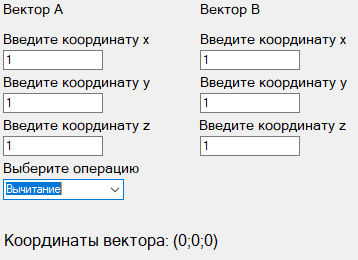 Вектор А Вектор В
Введите координату x Введите координату x
1 1
Введите координату y Введите координату y
1 1
Введите координату z Введите координату z
1 1
Выберите операцию
Вычитание
Координаты вектора: (0;0;0)